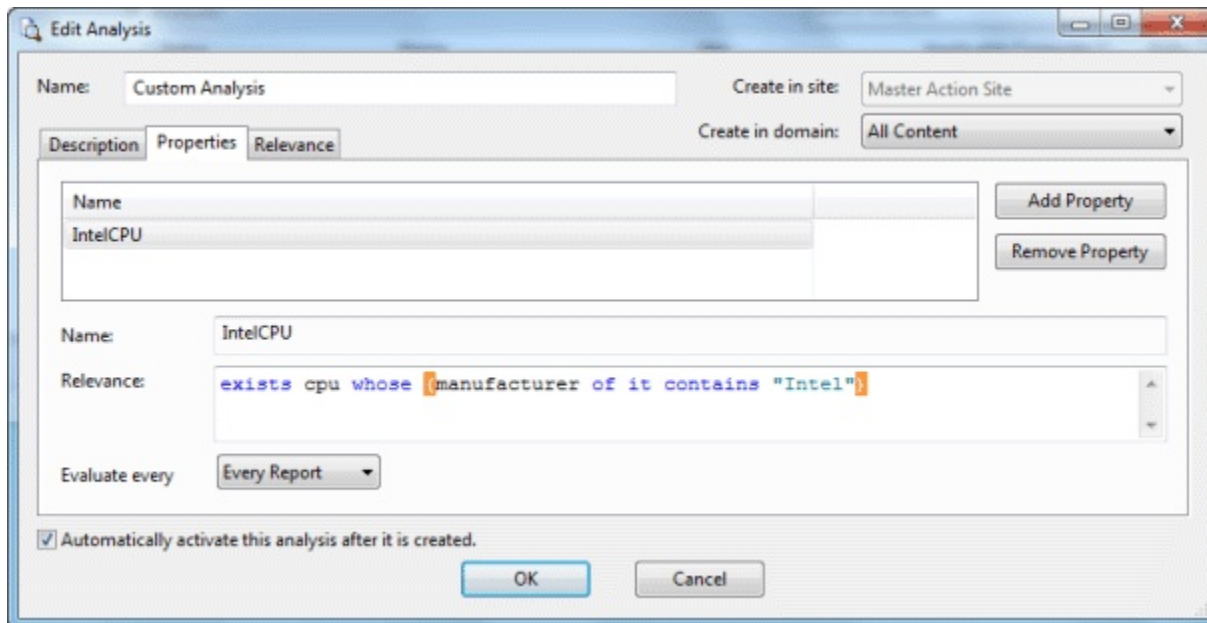 Edit Analysis
Name: Custom Analysis Create in site: Master Action Site
Create in domain: All Content
Description Properties Relevance
Name
IntelCPU
Add Property
Remove Property
Name: IntelCPU
Relevance: exists cpu whose (manufacturer of it contains "Intel")
Evaluate every Every Report
Automatically activate this analysis after it is created.
OK Cancel